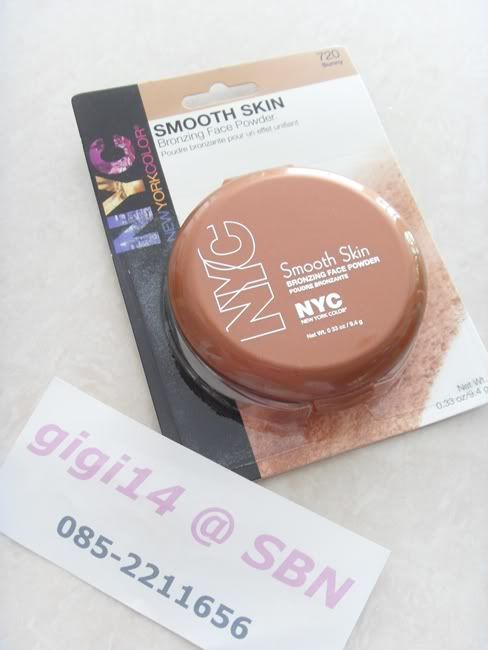 720
Sunny
SMOOTH SKIN
Bronzing Face Powder
Poudre bronzante pour un effet unifiant
NYC
NEW YORK COLOR®
NYC
Smooth Skin
BRONZING FACE POWDER
POUDRE BRONZANTE
NYC
NEW YORK COLOR®
Net Wt. 0.33 oz / 9.4 g
Net Wt.
0.33 oz/9.4 g
gigi14 @ SBN
085-2211656